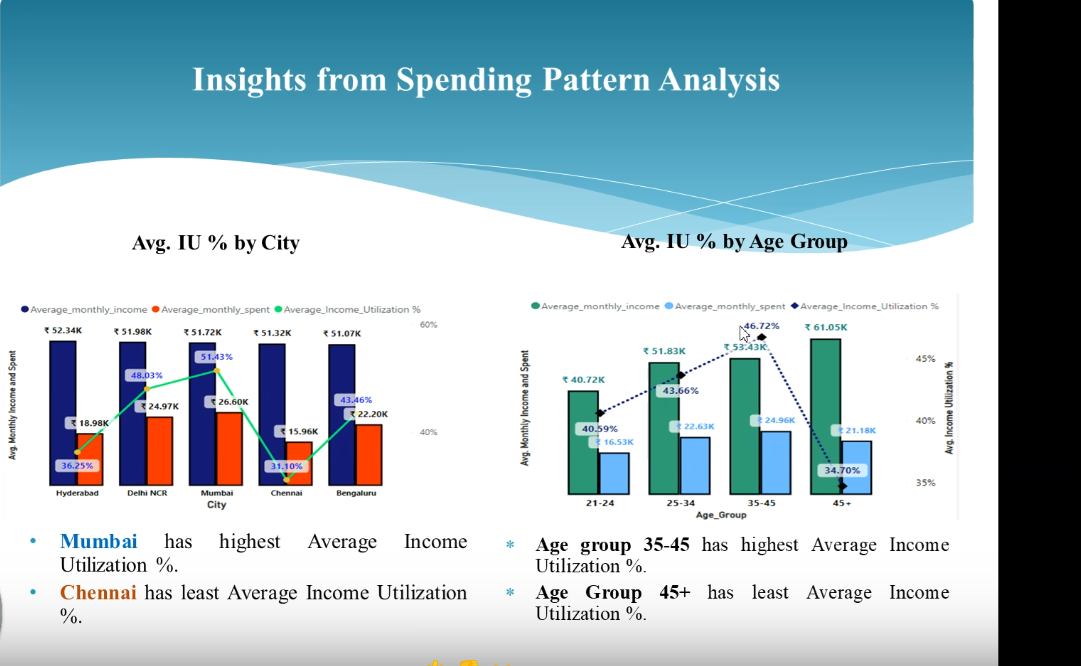 Insights from Spending Pattern Analysis
Avg. IU % by City
Average_monthly_income Average_monthly_spent Average_Income_Utilization %
60%
40%
₹ 52.34K ₹ 51.98K ₹ 51.72K ₹ 51.32K ₹ 51.07K
51.43%
48.03%
43.46%
₹ 18.98K ₹ 24.97K ₹ 26.60K ₹ 15.96K ₹ 22.20K
36.25%
31.10%
Avg. Monthly Income and Spent
Hyderabad Delhi NCR Mumbai Chennai Bengaluru
City
• Mumbai has highest Average Income
Utilization %.
• Chennai has least Average Income Utilization
%.
Avg. IU % by Age Group
Average_monthly_income Average_monthly_spent Average_Income_Utilization %
46.72%
₹ 61.05K
₹ 53.43K
₹ 51.83K
₹ 40.72K
43.66%
40.59%
₹ 16.53K ₹ 22.63K ₹ 24.96K ₹ 21.18K
34.70%
45%
40%
35%
Avg. Monthly Income and Spent
Avg. Income Utilization %
21-24 25-34 35-45 45+
Age_Group
* Age group 35-45 has highest Average Income
Utilization %.
* Age Group 45+ has least Average Income
Utilization %.